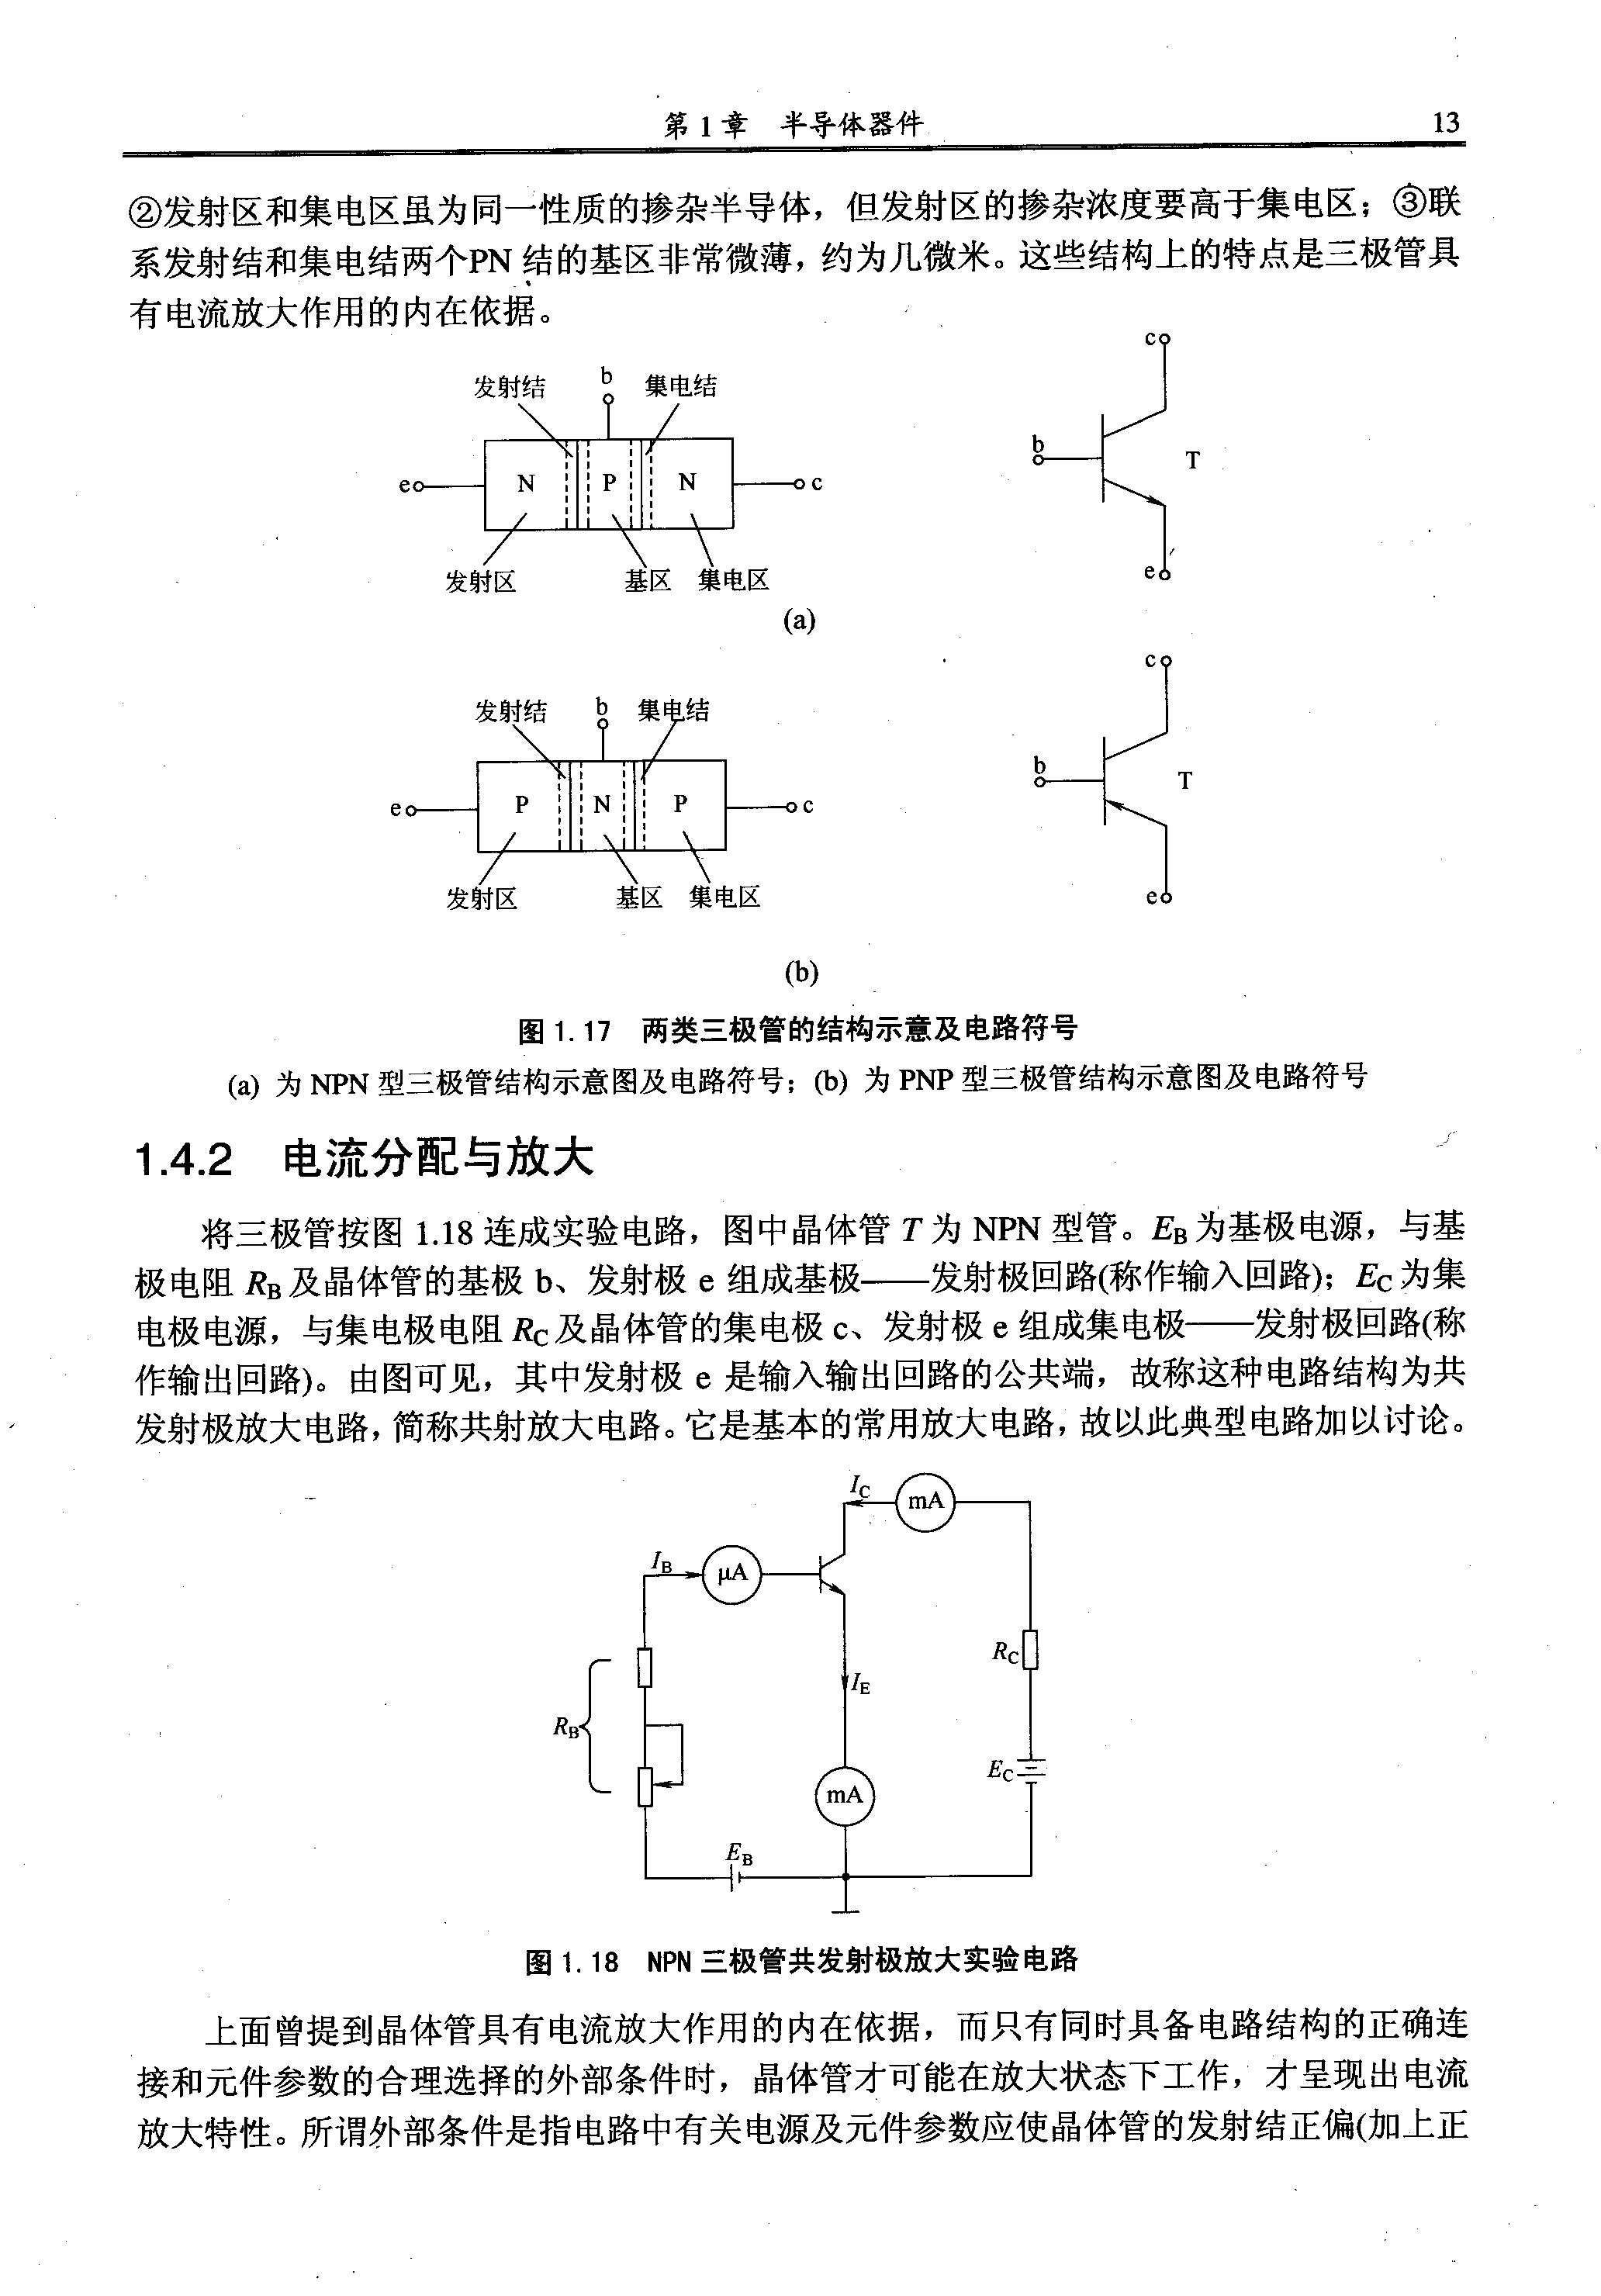 第 1 章 半导体器件 13
②发射区和集电区虽为同一性质的掺杂半导体，但发射区的掺杂浓度要高于集电区；③联
系发射结和集电结两个PN 结的基区非常微薄，约为几微米。这些结构上的特点是三极管具
有电流放大作用的内在依据。
发射结 b 集电结
e N P N c
发射区 基区 集电区
c
b T
e
(a)
发射结 b 集电结
e P N P c
发射区 基区 集电区
c
b T
e
(b)
图 1.17 两类三极管的结构示意及电路符号
(a) 为 NPN 型三极管结构示意图及电路符号；(b) 为 PNP 型三极管结构示意图及电路符号
1.4.2 电流分配与放大
将三极管按图 1.18 连成实验电路，图中晶体管 T 为 NPN 型管。EB 为基极电源，与基
极电阻 RB 及晶体管的基极 b、发射极 e 组成基极——发射极回路(称作输入回路)；EC 为集
电极电源，与集电极电阻 RC 及晶体管的集电极 c、发射极 e 组成集电极——发射极回路(称
作输出回路)。由图可见，其中发射极 e 是输入输出回路的公共端，故称这种电路结构为共
发射极放大电路，简称共射放大电路。它是基本的常用放大电路，故以此典型电路加以讨论。
IC mA
IB μA
RC
IE
RB
EC
mA
EB
图 1.18 NPN 三极管共发射极放大实验电路
上面曾提到晶体管具有电流放大作用的内在依据，而只有同时具备电路结构的正确连
接和元件参数的合理选择的外部条件时，晶体管才可能在放大状态下工作，才呈现出电流
放大特性。所谓外部条件是指电路中有关电源及元件参数应使晶体管的发射结正偏(加上正